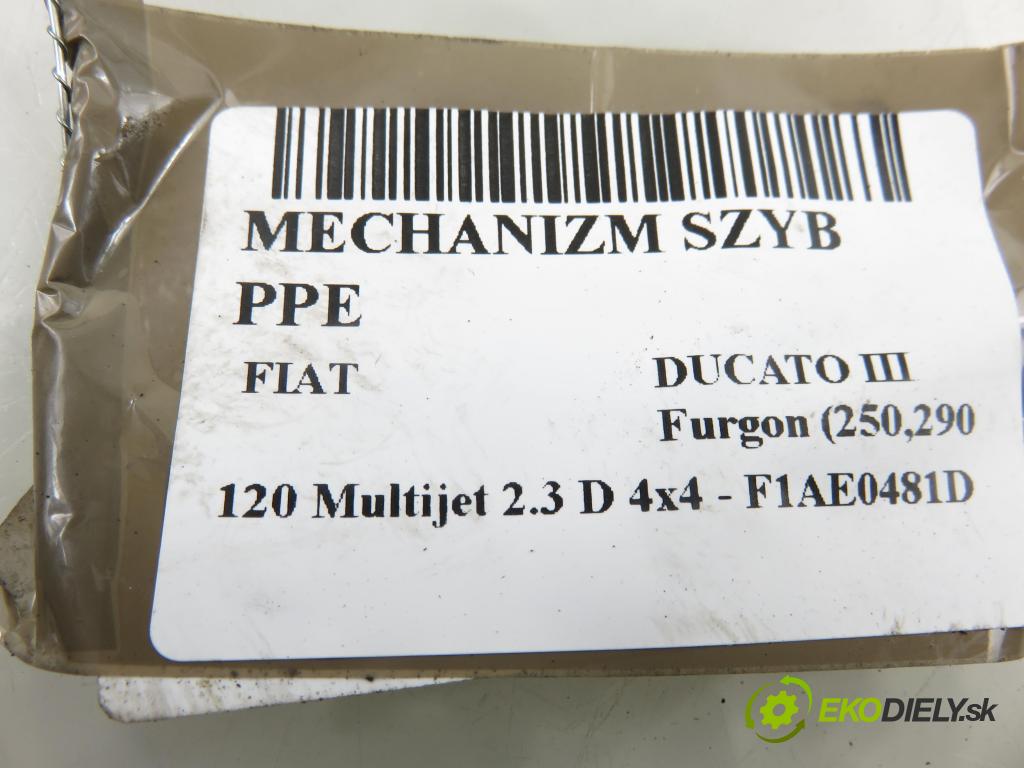 MECHANIZM SZYB
PPE
FIAT DUCATO III
Furgon (250,290
120 Multijet 2.3 D 4x4 - F1AE0481D
EKODIELY.sk